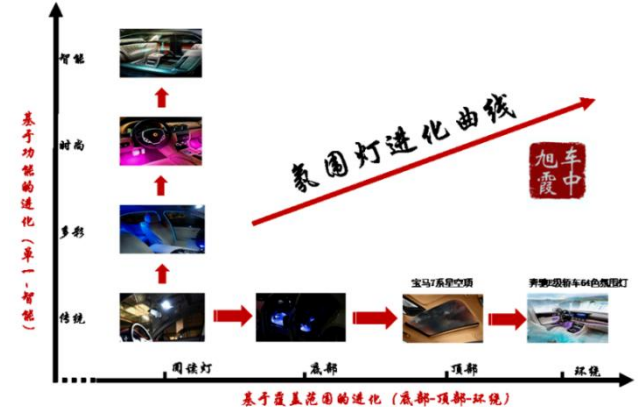 智能
时尚
多彩
传统
基于功能的进化（单一-智能）
氛围灯进化曲线
车中旭霞
宝马7系星空顶
奔驰E级轿车64色氛围灯
阅读灯
底部
顶部
环绕
基于覆盖范围的进化（底部-顶部-环绕）